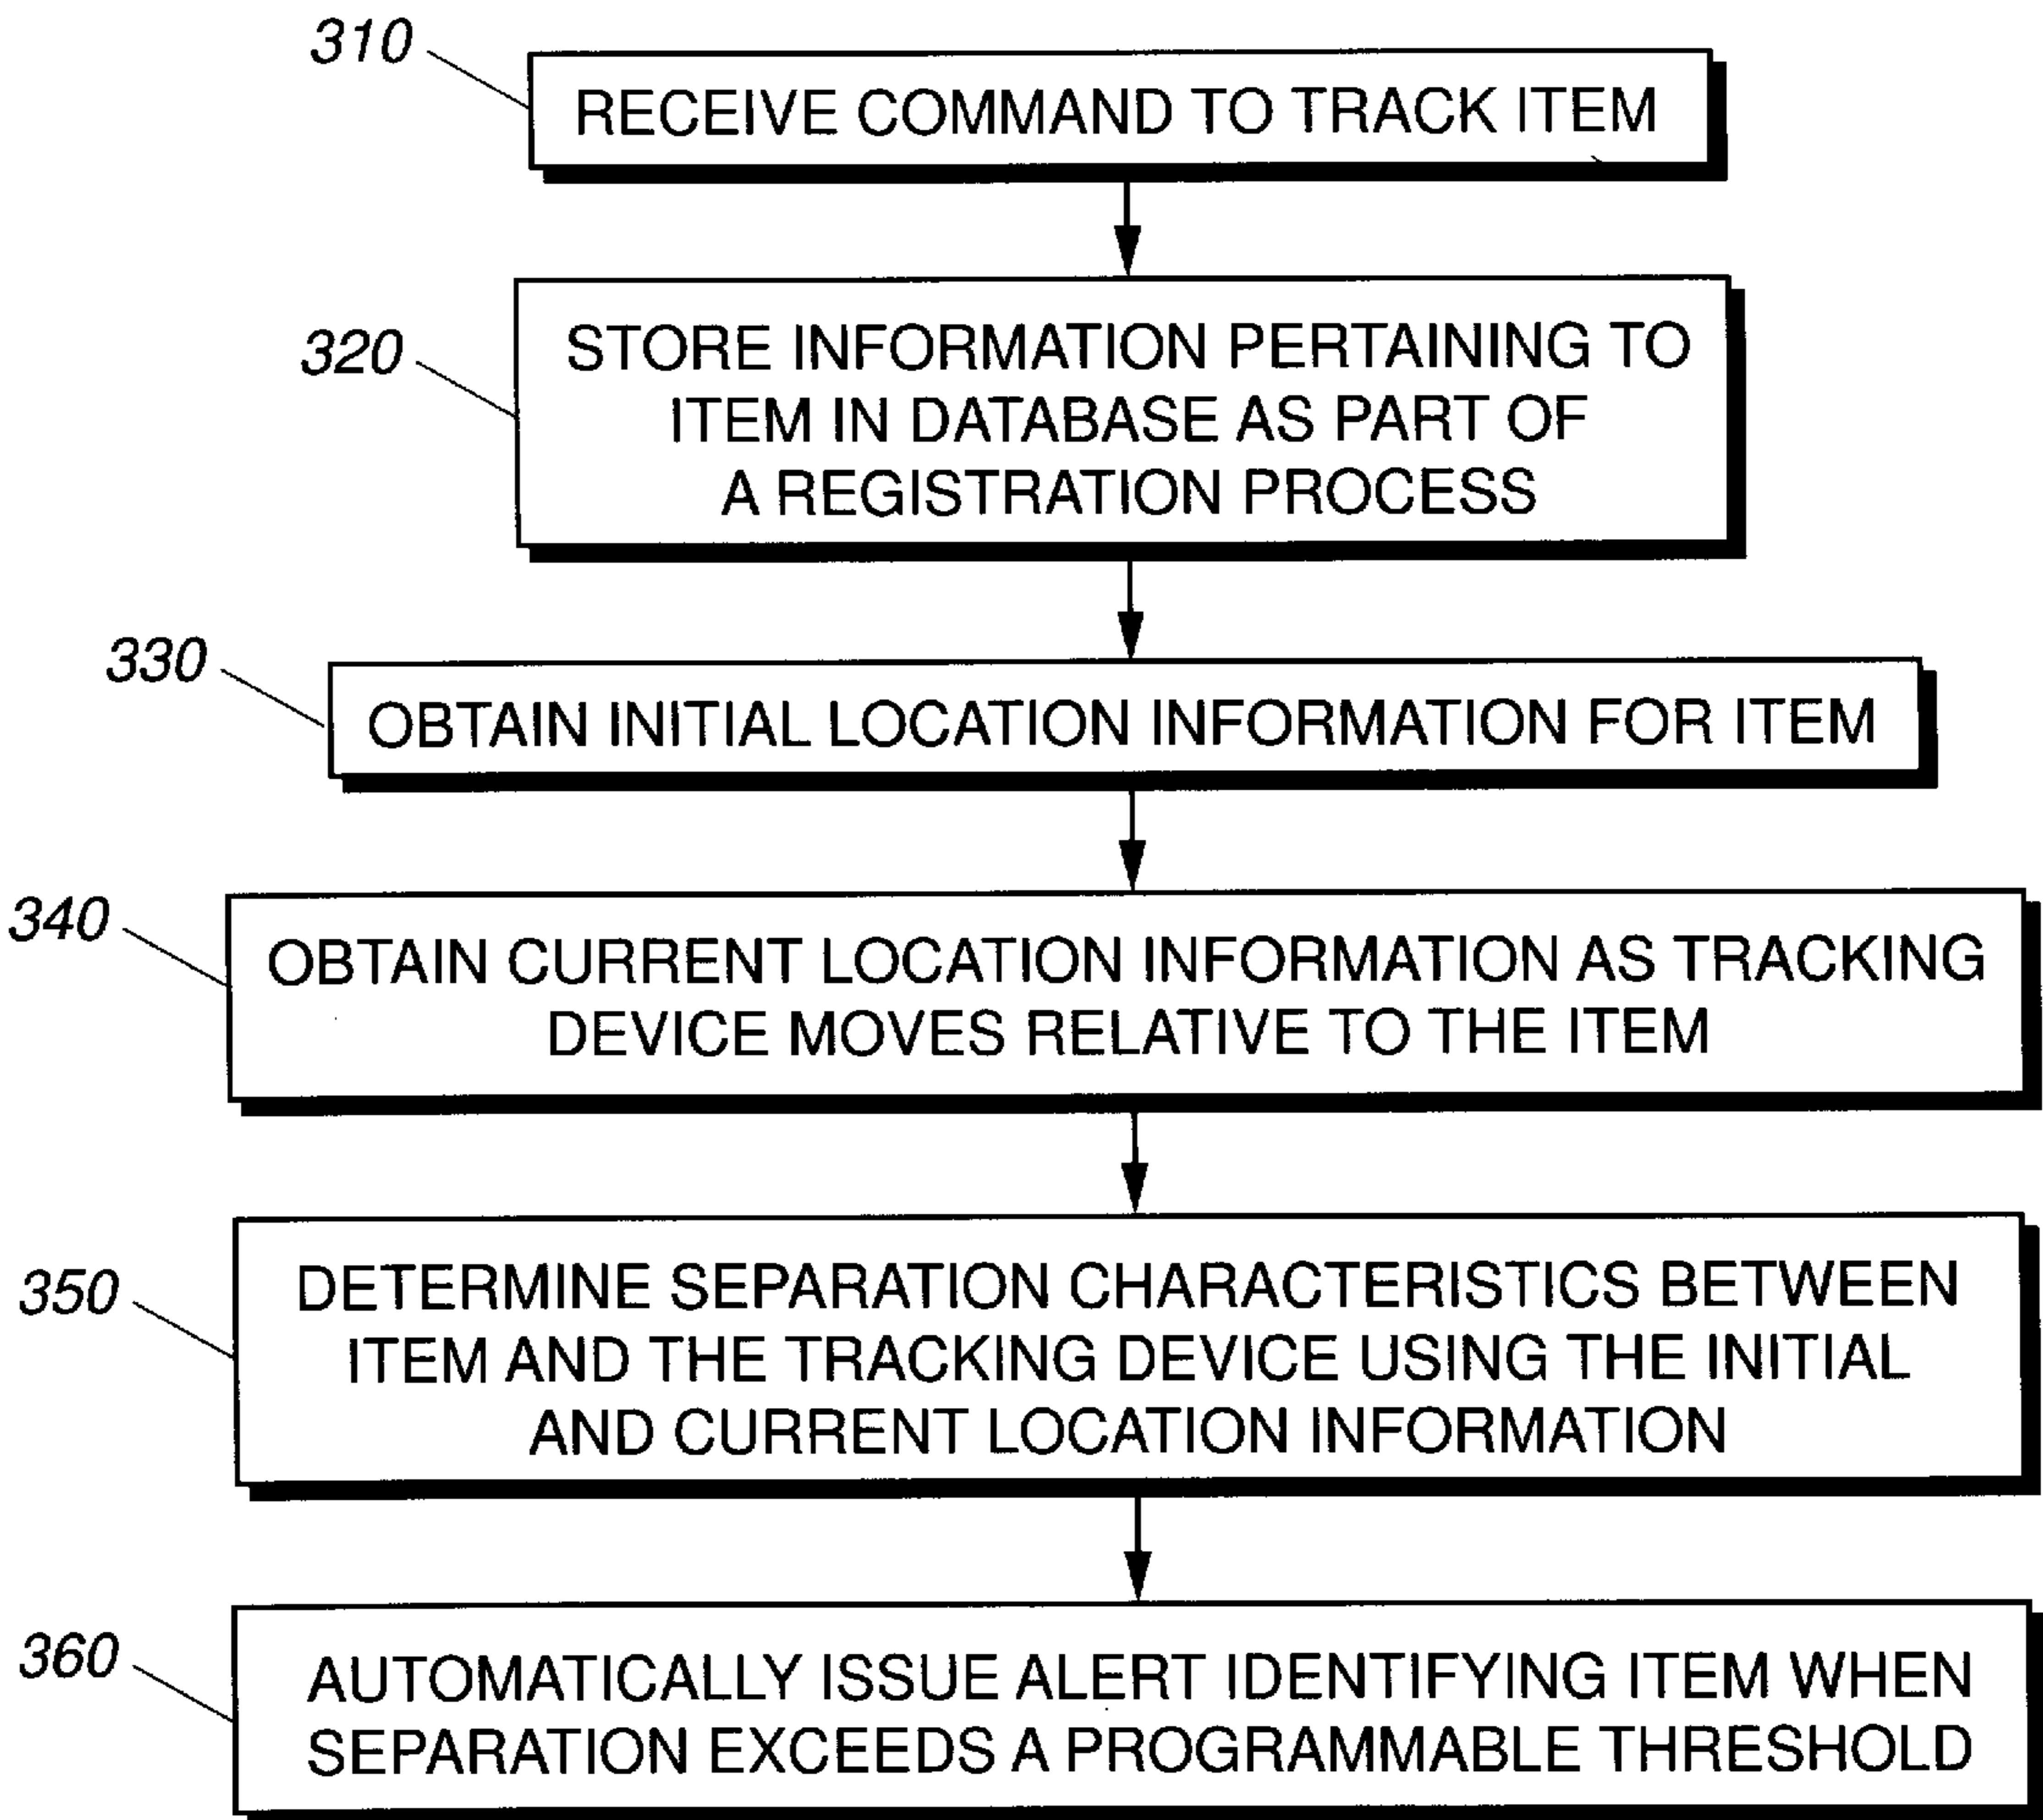 310
RECEIVE COMMAND TO TRACK ITEM
320
STORE INFORMATION PERTAINING TO
ITEM IN DATABASE AS PART OF
A REGISTRATION PROCESS
330
OBTAIN INITIAL LOCATION INFORMATION FOR ITEM
340
OBTAIN CURRENT LOCATION INFORMATION AS TRACKING
DEVICE MOVES RELATIVE TO THE ITEM
350
DETERMINE SEPARATION CHARACTERISTICS BETWEEN
ITEM AND THE TRACKING DEVICE USING THE INITIAL
AND CURRENT LOCATION INFORMATION
360
AUTOMATICALLY ISSUE ALERT IDENTIFYING ITEM WHEN
SEPARATION EXCEEDS A PROGRAMMABLE THRESHOLD